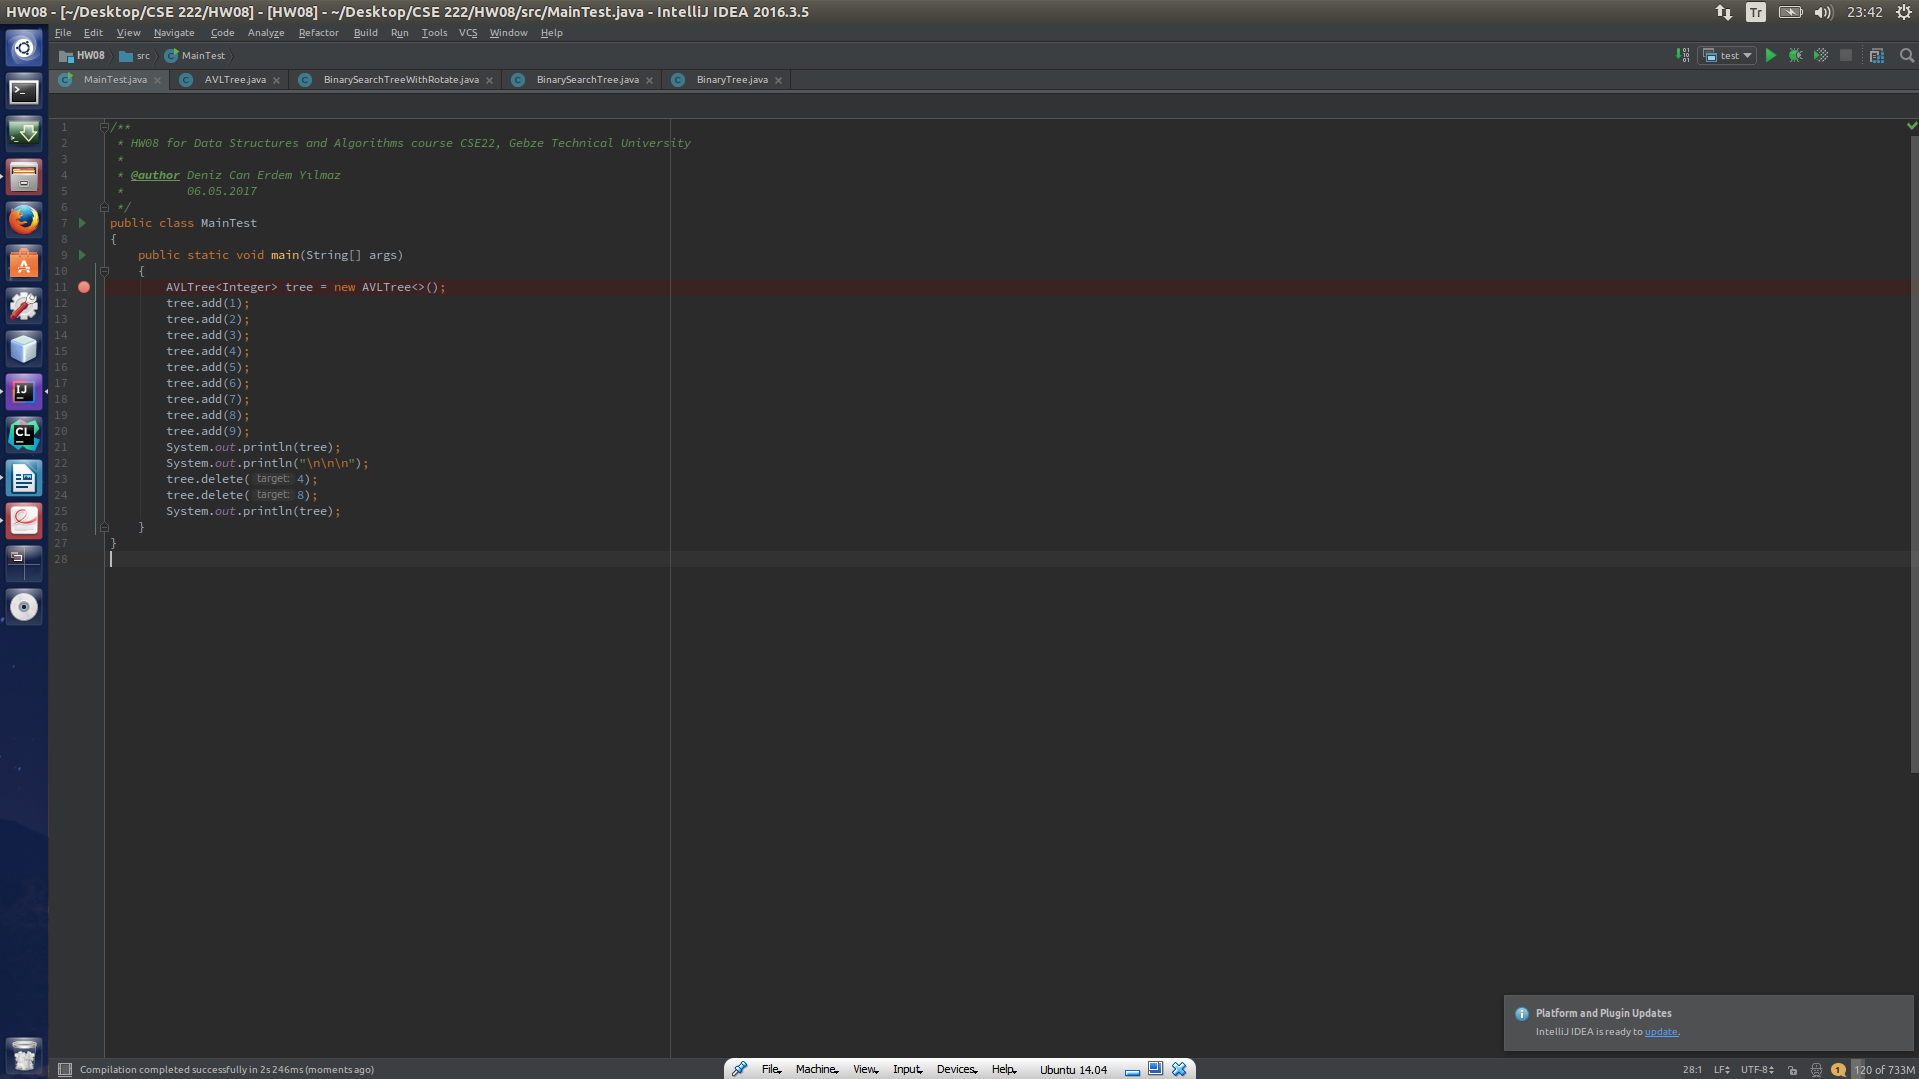 HW08 - [~/Desktop/CSE 222/HW08] - [HW08] - ~/Desktop/CSE 222/HW08/src/MainTest.java - IntelliJ IDEA 2016.3.5
Tr
23:42
File Edit View Navigate Code Analyze Refactor Build Run Tools VCS Window Help
HW08 src MainTest
test
MainTest.java AVLTree.java BinarySearchTreeWithRotate.java BinarySearchTree.java BinaryTree.java
1 /**
2 * HW08 for Data Structures and Algorithms course CSE22, Gebze Technical University
3 *
4 * @author Deniz Can Erdem Yılmaz
5 * 06.05.2017
6 */
7 public class MainTest
8 {
9 public static void main(String[] args)
10 {
11 AVLTree<Integer> tree = new AVLTree<>();
12 tree.add(1);
13 tree.add(2);
14 tree.add(3);
15 tree.add(4);
16 tree.add(5);
17 tree.add(6);
18 tree.add(7);
19 tree.add(8);
20 tree.add(9);
21 System.out.println(tree);
22 System.out.println("\n\n\n");
23 tree.delete( target: 4);
24 tree.delete( target: 8);
25 System.out.println(tree);
26 }
27 }
28
Platform and Plugin Updates
IntelliJ IDEA is ready to update.
Compilation completed successfully in 2s 246ms (moments ago)
File Machine View Input Devices Help Ubuntu 14.04
28:1 LF UTF-8 1 120 of 733M